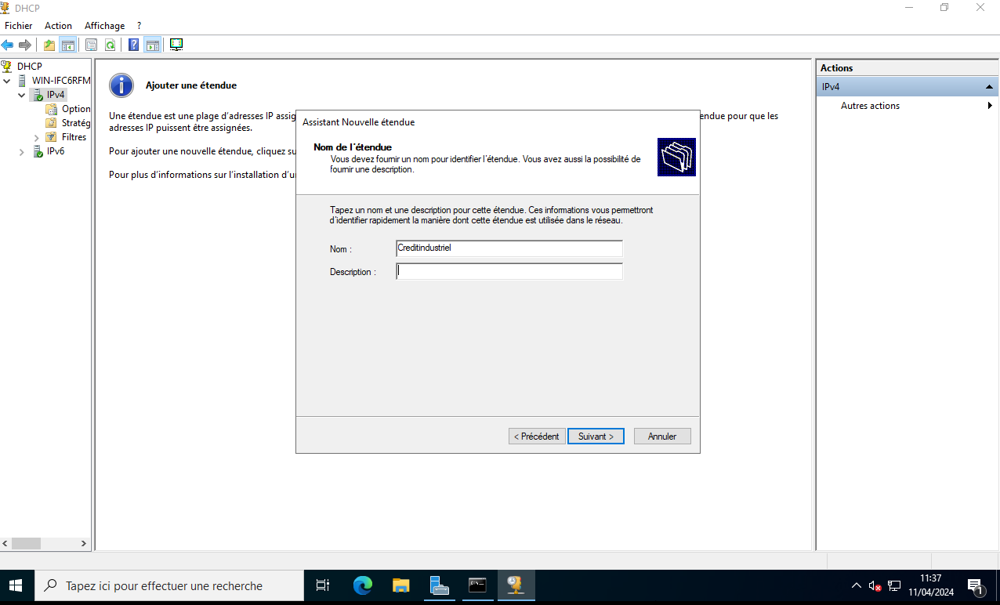 DHCP
Fichier Action Affichage ?
DHCP
WIN-IFC6RFM
IPv4
Option
Stratég
Filtres
IPv6
Ajouter une étendue
Une étendue est une plage d'adresses IP assig
endue pour que les
adresses IP puissent être assignées.
Pour ajouter une nouvelle étendue, cliquez su
Pour plus d'informations sur l'installation d'u
Assistant Nouvelle étendue
Nom de l'étendue
Vous devez fournir un nom pour identifier l'étendue. Vous avez aussi la possibilité de
fournir une description.
Tapez un nom et une description pour cette étendue. Ces informations vous permettront
d'identifier rapidement la manière dont cette étendue est utilisée dans le réseau.
Nom : Creditindustriel
Description :
< Précédent Suivant > Annuler
Actions
IPv4
Autres actions
Tapez ici pour effectuer une recherche
11:37
11/04/2024
1